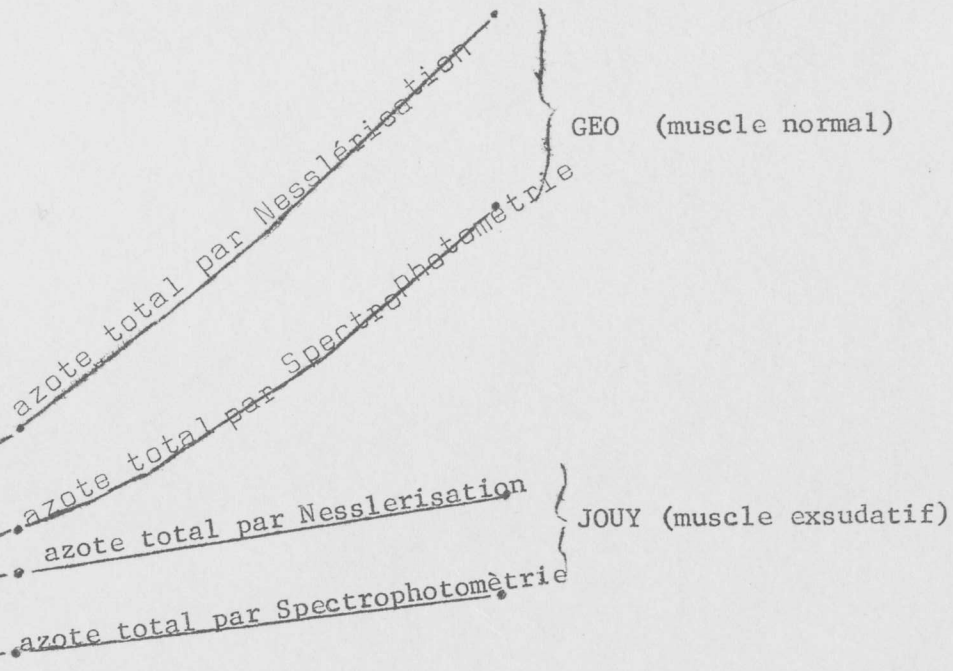 azote total par Nesslérisation
GEO (muscle normal)
azote total par Spectrophotométrie
azote total par Nesslerisation
JOUY (muscle exsudatif)
azote total par Spectrophotomètrie